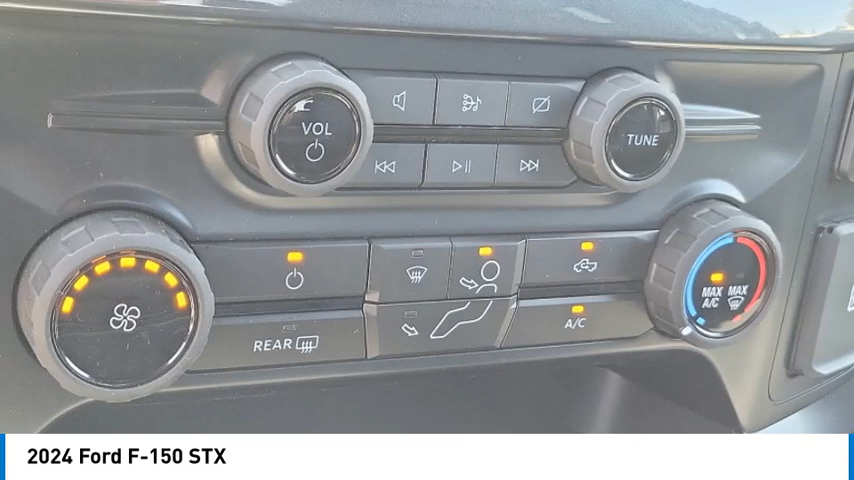 VOL
TUNE
MAX A/C
MAX
REAR
A/C
2024 Ford F-150 STX